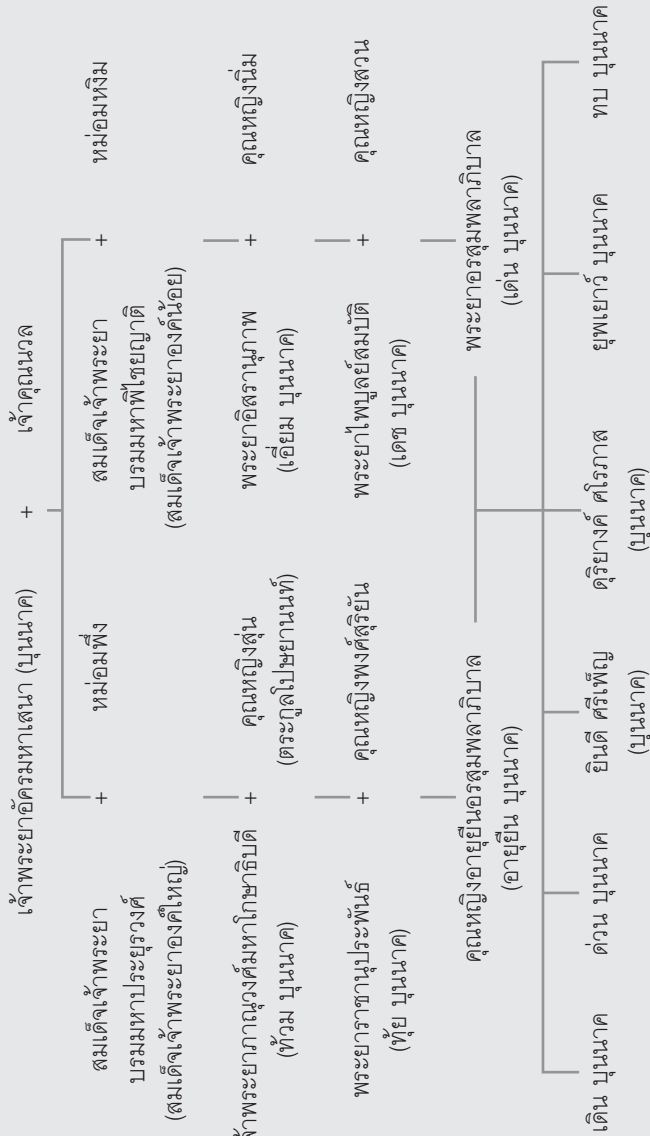 เจ้าพระยาอัครมหาเสนา (บุนนาค) + เจ้าคุณนวล
สมเด็จเจ้าพระยา
บรมมหาประยุรวงศ์
(สมเด็จเจ้าพระยาองค์ใหญ่)
+
หม่อมพึ่ง
สมเด็จเจ้าพระยา
บรมมหาพิไชยญาติ
(สมเด็จเจ้าพระยาองค์น้อย)
+
หม่อมหงิม
เจ้าพระยาภาณุวงศ์มหาโกษาธิบดี
(ท้วม บุนนาค)
+
คุณหญิงสุ่น
(ตระกูลโปษยานนท์)
พระยาอิสรานุภาพ
(เอี่ยม บุนนาค)
+
คุณหญิงนิ่ม
พระยาราชานุประพันธ์
(ทุ้ย บุนนาค)
+
คุณหญิงพงศ์สุริยัน
พระยาไพบูลย์สมบัติ
(เดช บุนนาค)
+
คุณหญิงสวน
คุณหญิงอายุยืนอรสุมพลาภิบาล
(อายุยืน บุนนาค)
พระยาอรสุมพลาภิบาล
(เด่น บุนนาค)
เดิน บุนนาค
ด่วน บุนนาค
ยินดี ศรีเพ็ญ
(บุนนาค)
ดุริยางค์ ศโรภาส
(บุนนาค)
ยุพเยาว์ บุนนาค
ทบ บุนนาค